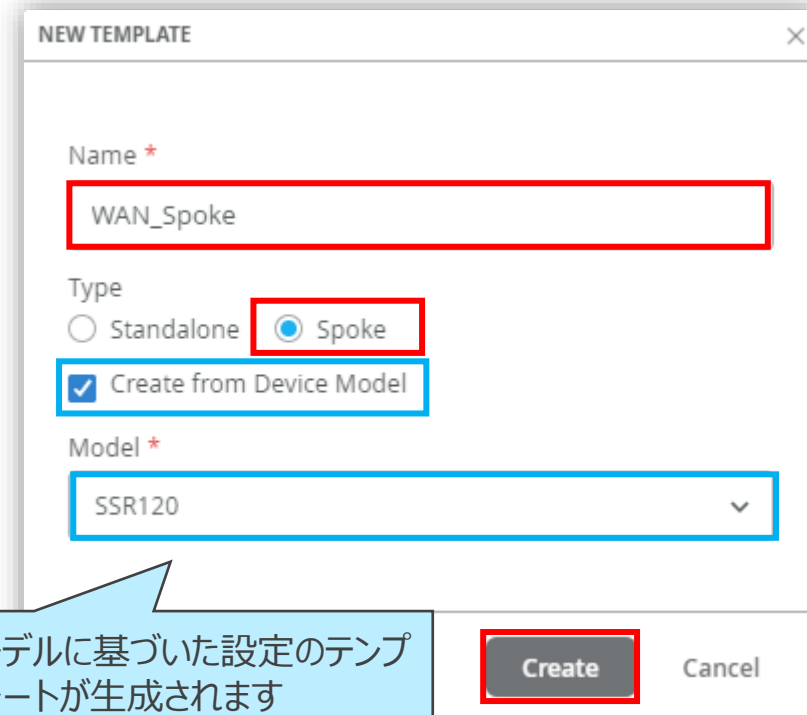 NEW TEMPLATE
Name *
WAN_Spoke
Type
Standalone Spoke
Create from Device Model
Model *
SSR120
デルに基づいた設定のテンプ
ートが生成されます
Create Cancel